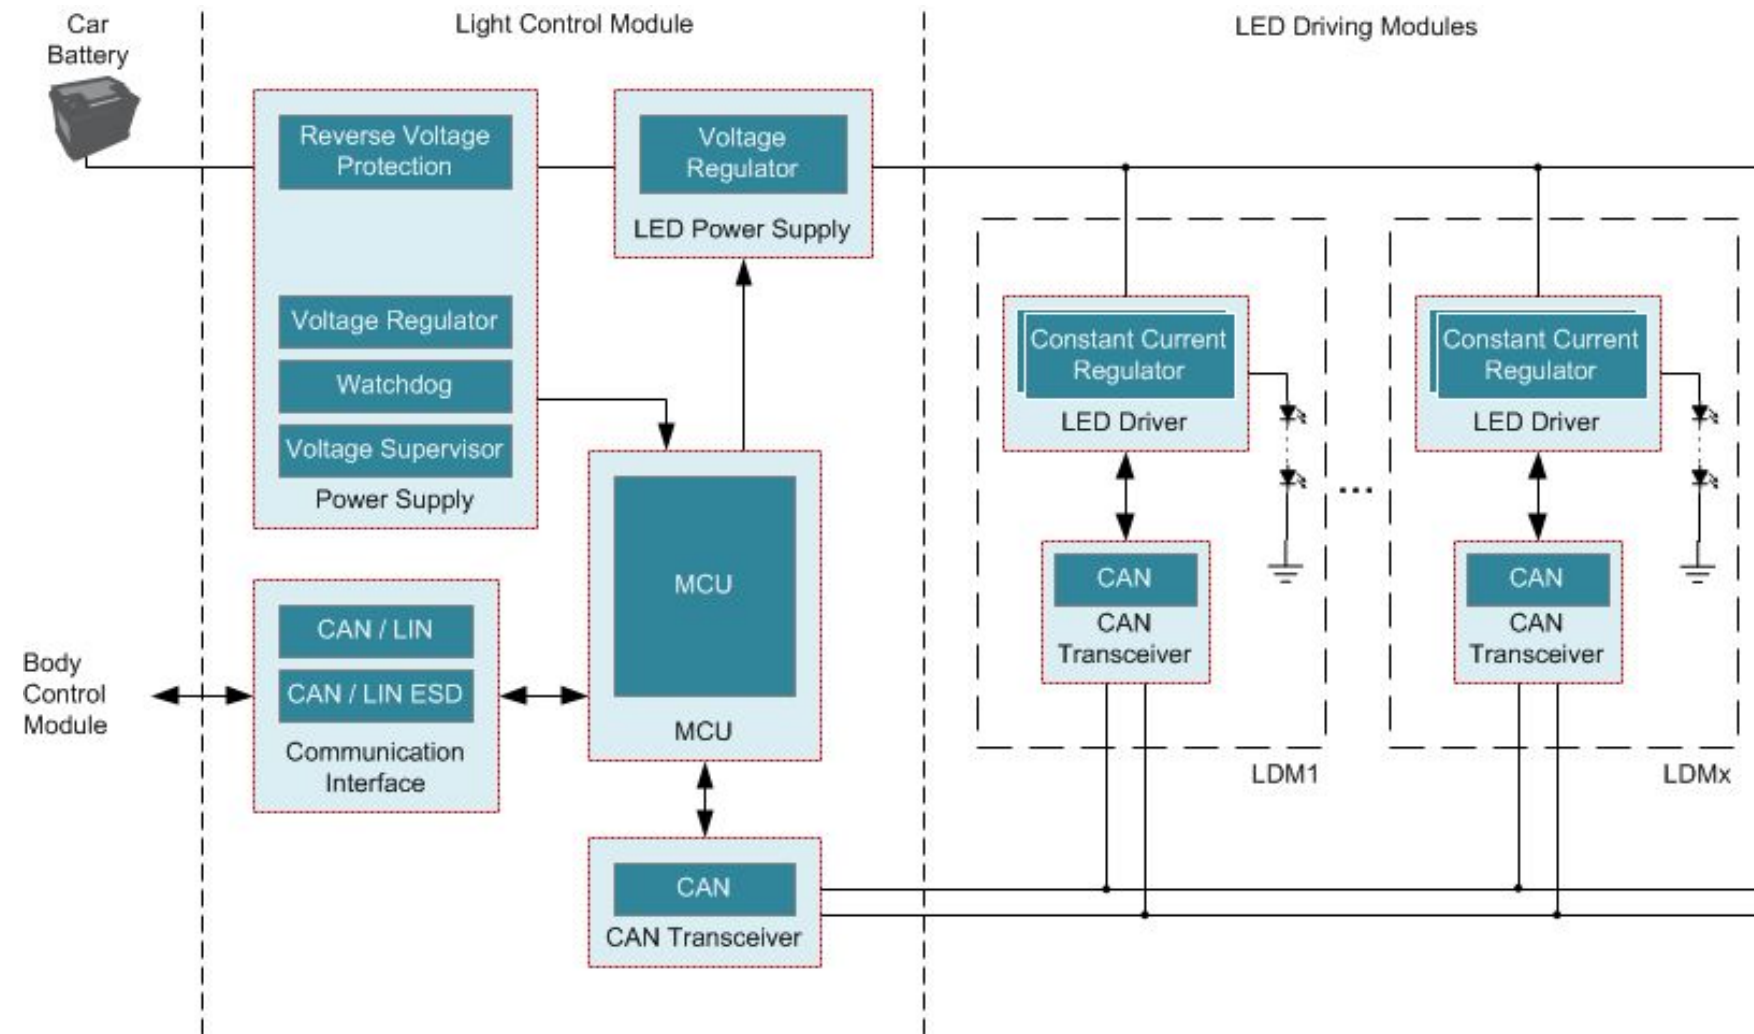 Car
Battery
Light Control Module
LED Driving Modules
Reverse Voltage
Protection
Voltage Regulator
Watchdog
Voltage Supervisor
Power Supply
Voltage
Regulator
LED Power Supply
MCU
MCU
Body
Control
Module
CAN / LIN
CAN / LIN ESD
Communication
Interface
CAN
CAN Transceiver
Constant Current
Regulator
LED Driver
CAN
CAN
Transceiver
LDM1
...
Constant Current
Regulator
LED Driver
CAN
CAN
Transceiver
LDMx